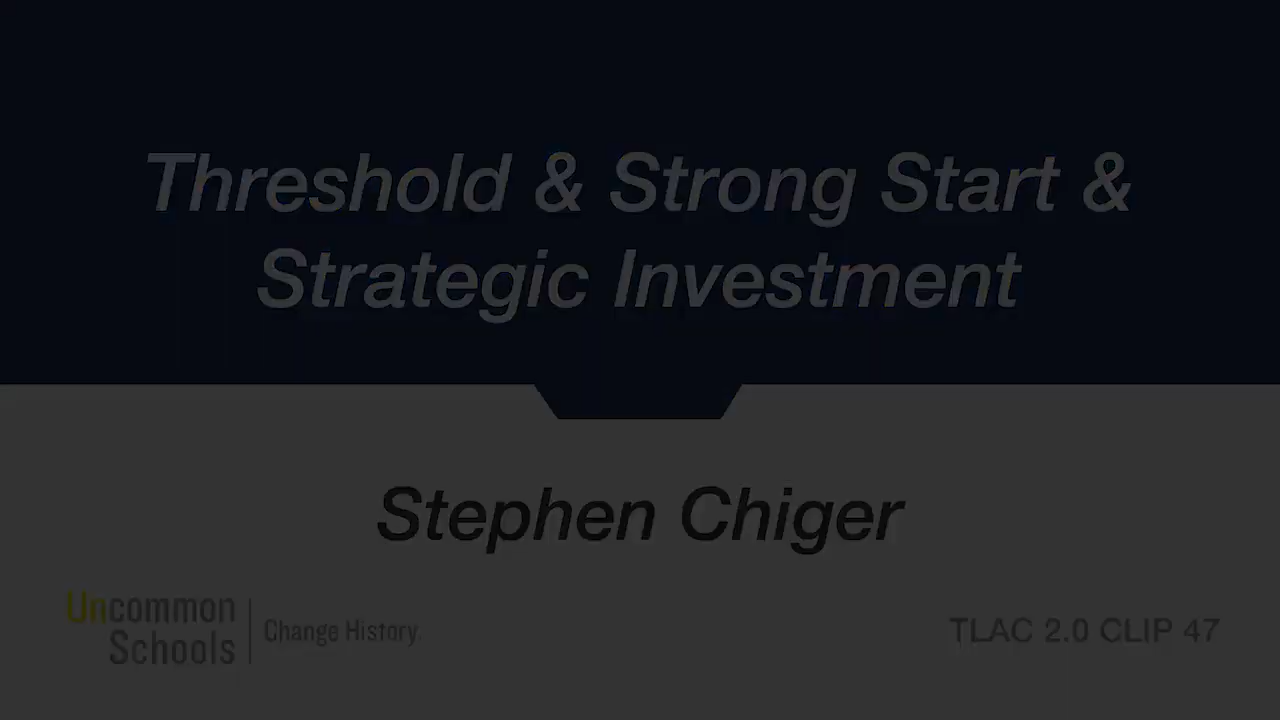 Threshold & Strong Start &
Strategic Investment
Stephen Chiger
Uncommon
Schools
Change History.
TLAC 2.0 CLIP 47